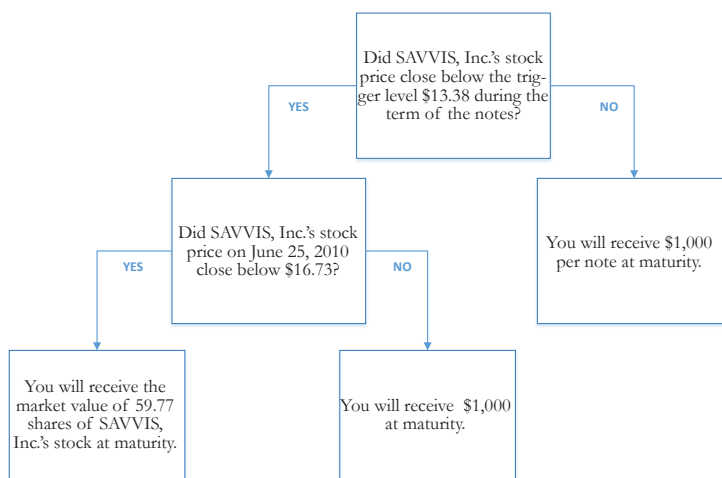 Did SAVVIS, Inc.'s stock
price close below the trig-
ger level $13.38 during the
term of the notes?
YES
NO
Did SAVVIS, Inc.'s stock
price on June 25, 2010
close below $16.73?
You will receive $1,000
per note at maturity.
YES
NO
You will receive the
market value of 59.77
shares of SAVVIS,
Inc.'s stock at maturity.
You will receive $1,000
at maturity.